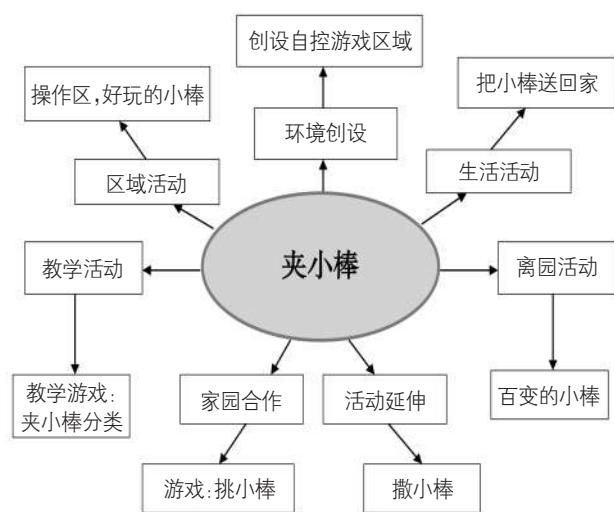 创设自控游戏区域
操作区,好玩的小棒
把小棒送回家
环境创设
区域活动
生活活动
夹小棒
教学活动
离园活动
教学游戏:
夹小棒分类
家园合作
活动延伸
百变的小棒
游戏:挑小棒
撒小棒